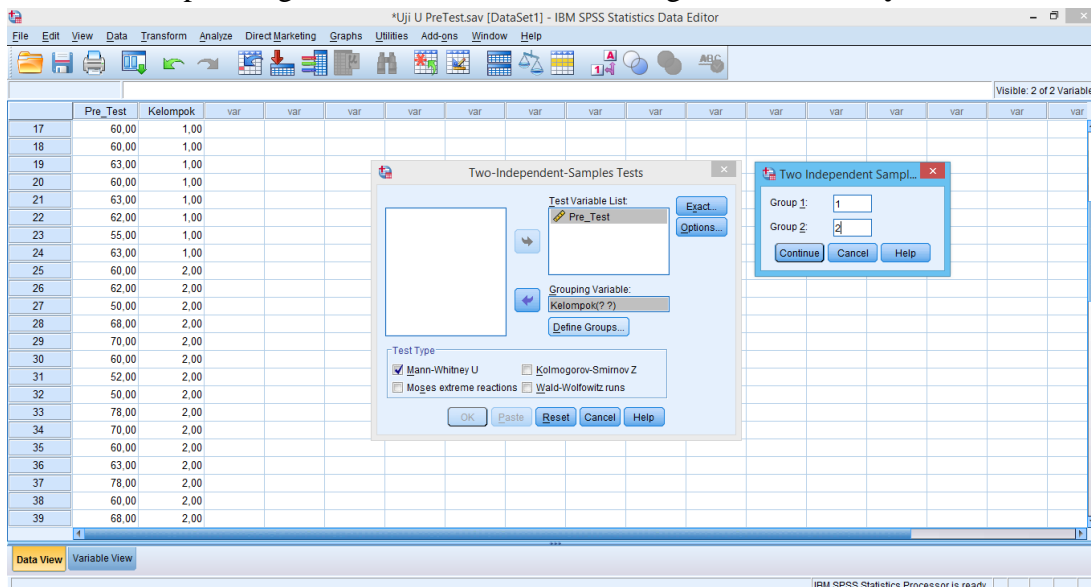 *Uji U PreTest.sav [DataSet1] - IBM SPSS Statistics Data Editor
File Edit View Data Transform Analyze Direct Marketing Graphs Utilities Add-ons Window Help
Visible: 2 of 2 Variable
Pre_Test Kelompok var var var var var var var var var var var var var
17 60,00 1,00
18 60,00 1,00
19 63,00 1,00
20 60,00 1,00
21 63,00 1,00
22 62,00 1,00
23 55,00 1,00
24 63,00 1,00
25 60,00 2,00
26 62,00 2,00
27 50,00 2,00
28 68,00 2,00
29 70,00 2,00
30 60,00 2,00
31 52,00 2,00
32 50,00 2,00
33 78,00 2,00
34 70,00 2,00
35 60,00 2,00
36 63,00 2,00
37 78,00 2,00
38 60,00 2,00
39 68,00 2,00
Two-Independent-Samples Tests
Test Variable List:
Pre_Test
Exact...
Options...
Grouping Variable:
Kelompok(? ?)
Define Groups...
Test Type
Mann-Whitney U Kolmogorov-Smirnov Z
Moses extreme reactions Wald-Wolfowitz runs
OK Paste Reset Cancel Help
Two Independent Sampl...
Group 1: 1
Group 2: 2
Continue Cancel Help
Data View Variable View
IBM SPSS Statistics Processor is ready